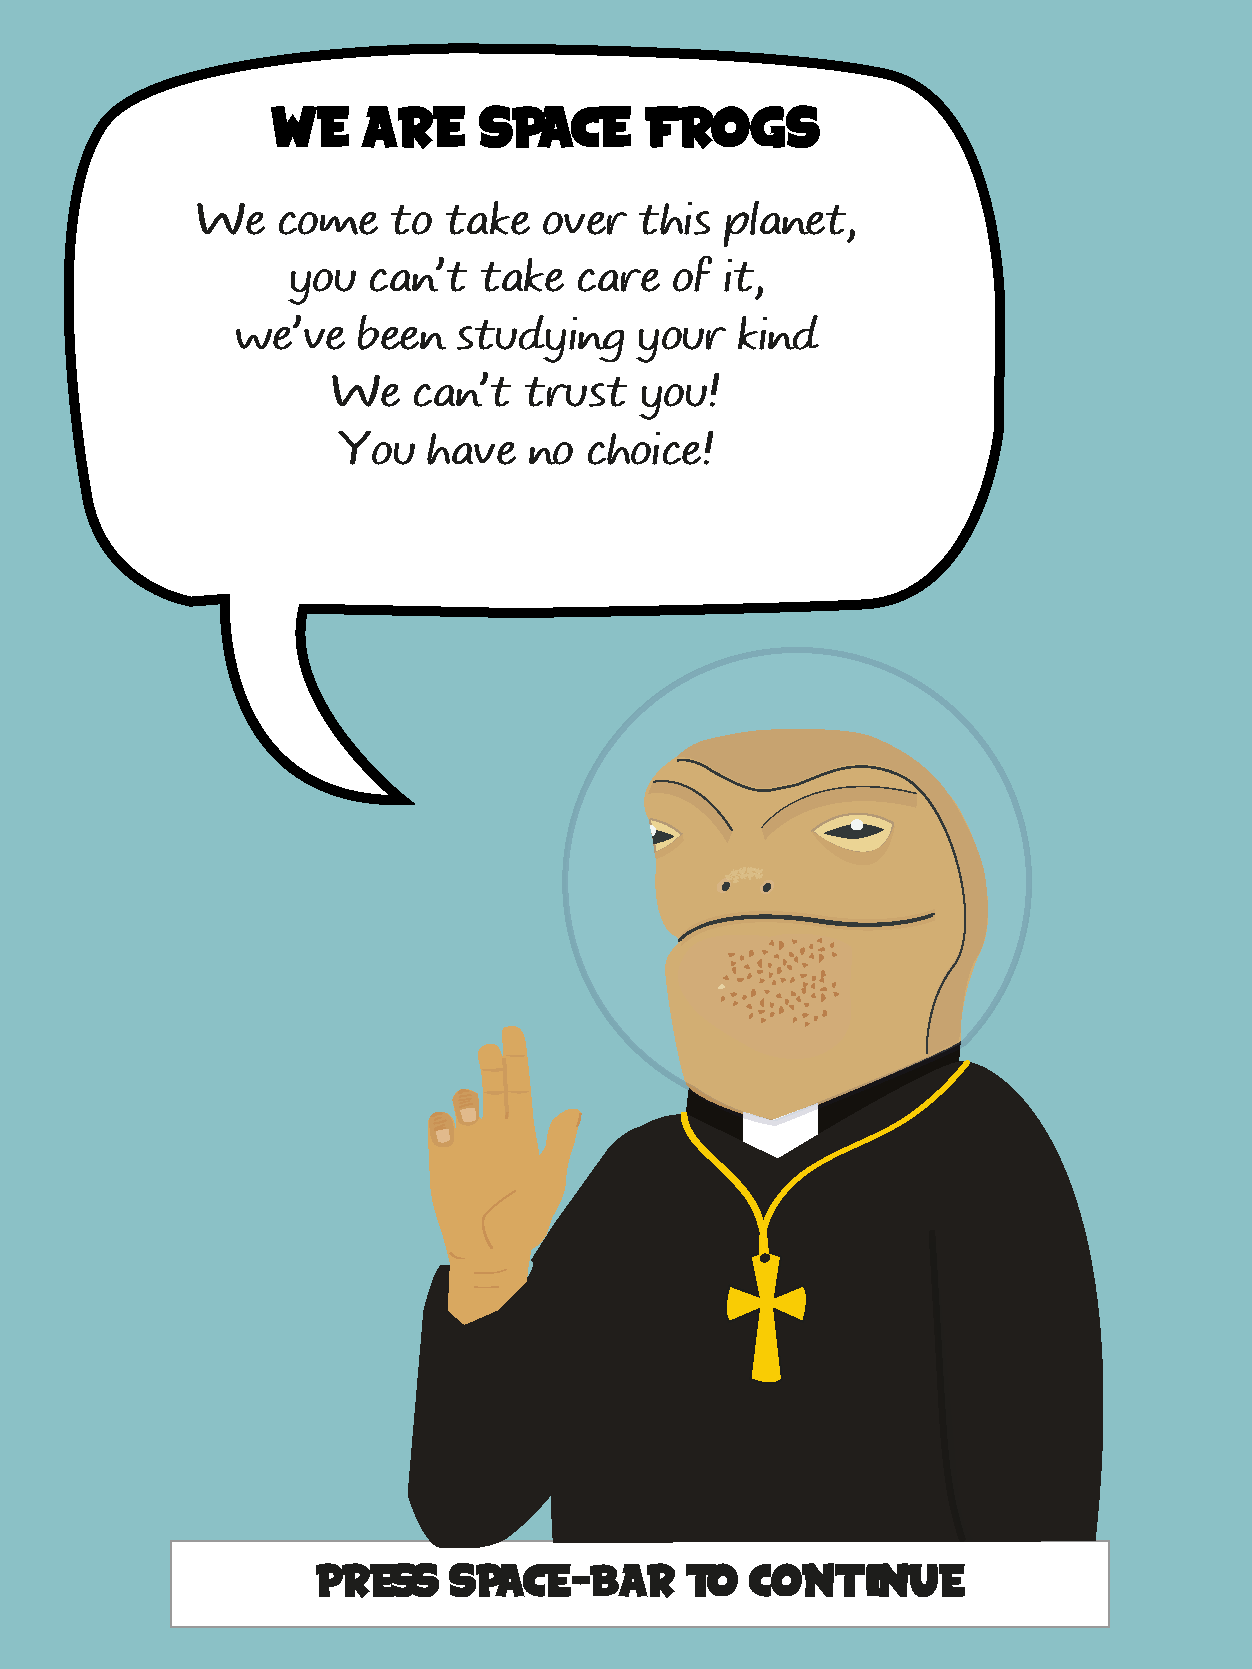 WE ARE SPACE FROGS
We come to take over this planet,
you can't take care of it,
we've been studying your kind
We can't trust you!
You have no choice!
PRESS SPACE-BAR TO CONTINUE